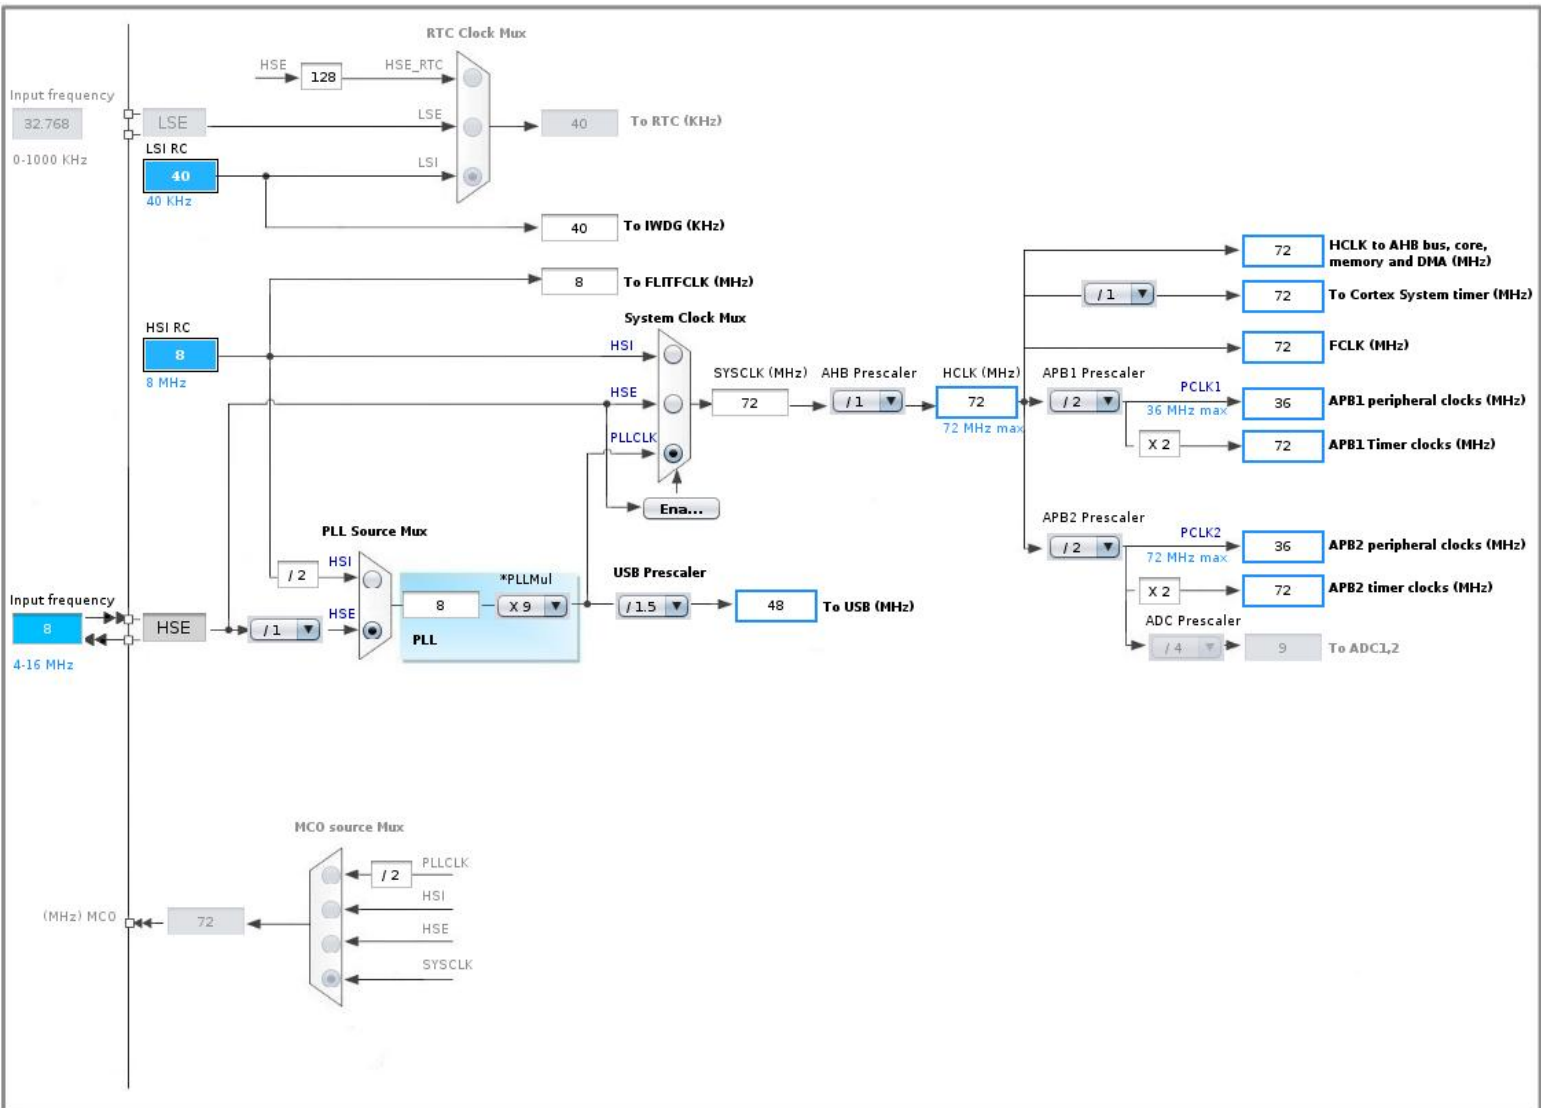 RTC Clock Mux
HSE
128
HSE_RTC
Input frequency
32.768
0-1000 KHz
LSE
LSE
40
To RTC (KHz)
LSI RC
40
40 KHz
LSI
40
To IWDG (KHz)
8
To FLITFCLK (MHz)
HSI RC
8
8 MHz
System Clock Mux
HSI
HSE
PLLCLK
Ena...
SYSCLK (MHz)
72
AHB Prescaler
/ 1
HCLK (MHz)
72
72 MHz max
72
HCLK to AHB bus, core,
memory and DMA (MHz)
/ 1
72
To Cortex System timer (MHz)
72
FCLK (MHz)
APB1 Prescaler
/ 2
PCLK1
36 MHz max
36
APB1 peripheral clocks (MHz)
X 2
72
APB1 Timer clocks (MHz)
APB2 Prescaler
/ 2
PCLK2
72 MHz max
36
APB2 peripheral clocks (MHz)
X 2
72
APB2 timer clocks (MHz)
ADC Prescaler
/ 4
9
To ADC1,2
PLL Source Mux
/ 2
HSI
Input frequency
8
4-16 MHz
HSE
/ 1
HSE
8
*PLLMul
X 9
PLL
USB Prescaler
/ 1.5
48
To USB (MHz)
MCO source Mux
PLLCLK
/ 2
HSI
HSE
SYSCLK
(MHz) MCO
72